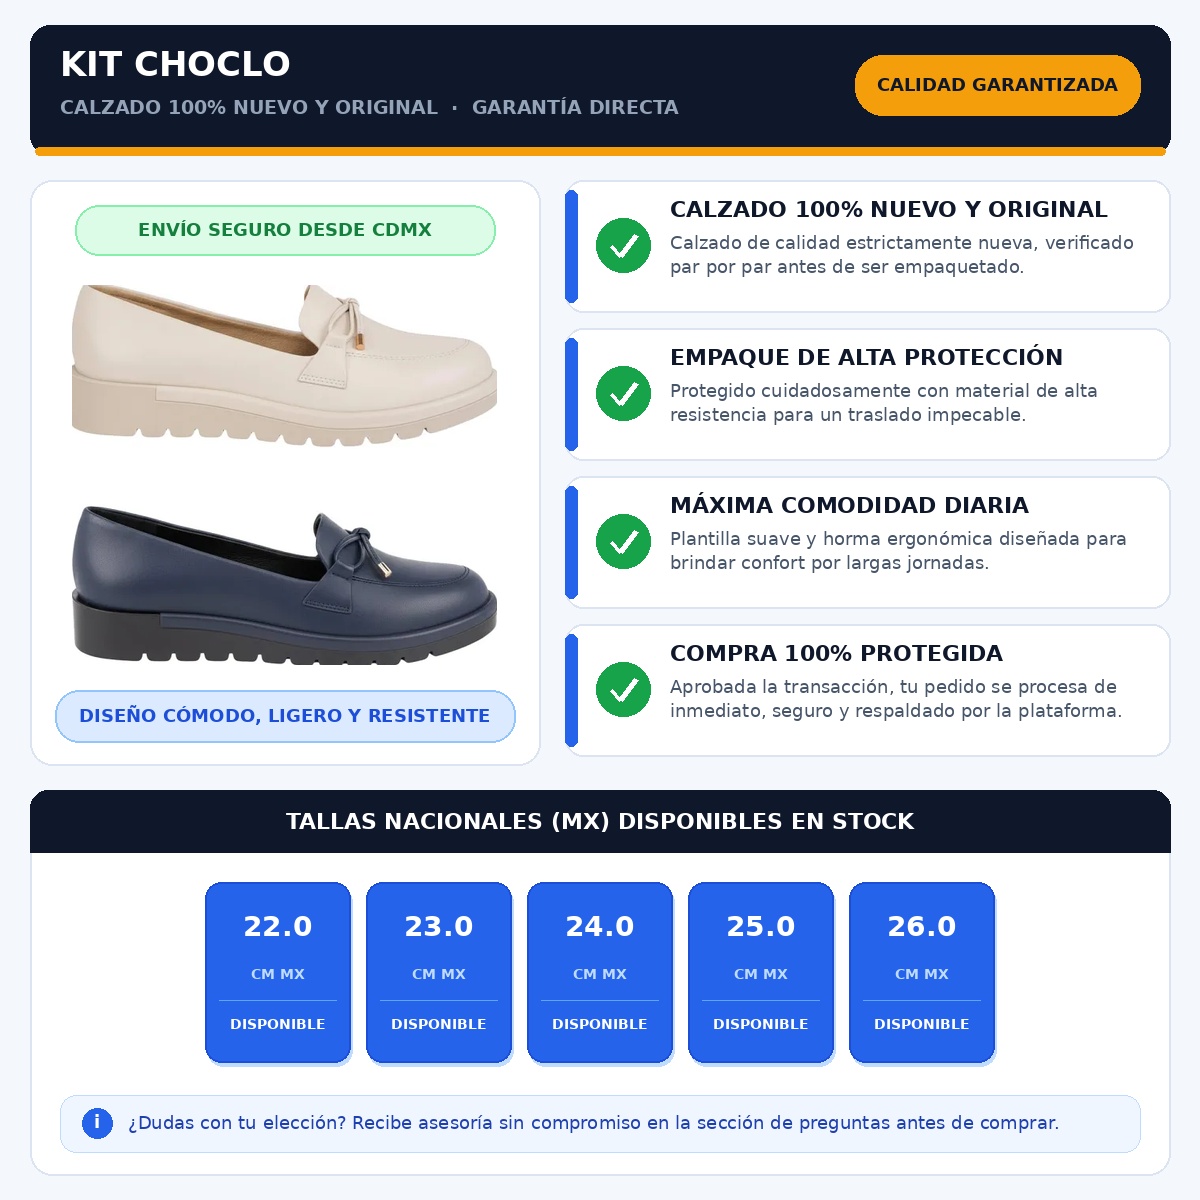 KIT CHOCLO
CALZADO 100% NUEVO Y ORIGINAL · GARANTÍA DIRECTA
CALIDAD GARANTIZADA
ENVÍO SEGURO DESDE CDMX
DISEÑO CÓMODO, LIGERO Y RESISTENTE
CALZADO 100% NUEVO Y ORIGINAL
Calzado de calidad estrictamente nueva, verificado
par por par antes de ser empaquetado.
EMPAQUE DE ALTA PROTECCIÓN
Protegido cuidadosamente con material de alta
resistencia para un traslado impecable.
MÁXIMA COMODIDAD DIARIA
Plantilla suave y horma ergonómica diseñada para
brindar confort por largas jornadas.
COMPRA 100% PROTEGIDA
Aprobada la transacción, tu pedido se procesa de
inmediato, seguro y respaldado por la plataforma.
TALLAS NACIONALES (MX) DISPONIBLES EN STOCK
22.0
CM MX
DISPONIBLE
23.0
CM MX
DISPONIBLE
24.0
CM MX
DISPONIBLE
25.0
CM MX
DISPONIBLE
26.0
CM MX
DISPONIBLE
i ¿Dudas con tu elección? Recibe asesoría sin compromiso en la sección de preguntas antes de comprar.